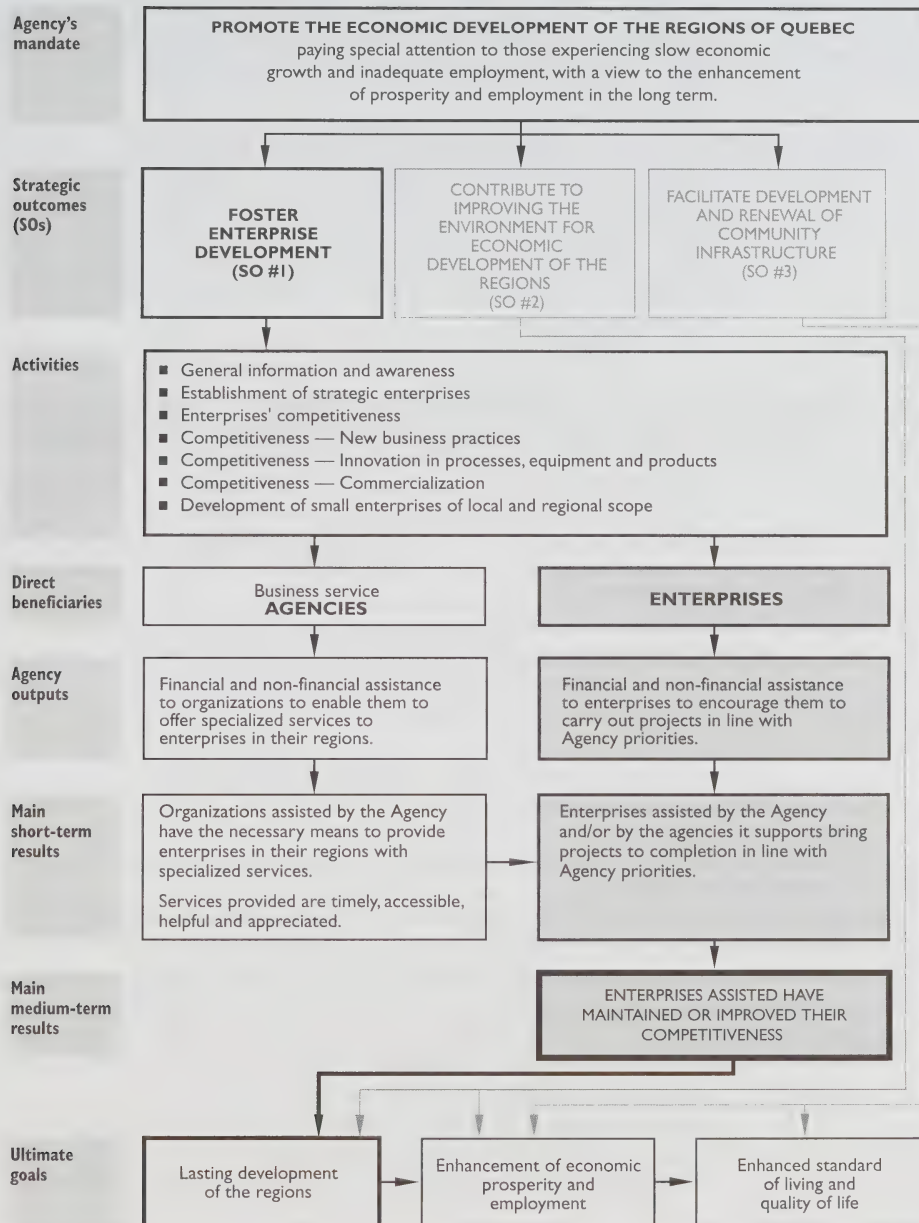 Agency's
mandate
PROMOTE THE ECONOMIC DEVELOPMENT OF THE REGIONS OF QUEBEC
paying special attention to those experiencing slow economic
growth and inadequate employment, with a view to the enhancement
of prosperity and employment in the long term.
Strategic
outcomes
(SOs)
FOSTER
ENTERPRISE
DEVELOPMENT
(SO #1)
CONTRIBUTE TO
IMPROVING THE
ENVIRONMENT FOR
ECONOMIC
DEVELOPMENT OF THE
REGIONS
(SO #2)
FACILITATE DEVELOPMENT
AND RENEWAL OF
COMMUNITY
INFRASTRUCTURE
(SO #3)
Activities
■ General information and awareness
■ Establishment of strategic enterprises
■ Enterprises' competitiveness
■ Competitiveness — New business practices
■ Competitiveness — Innovation in processes, equipment and products
■ Competitiveness — Commercialization
■ Development of small enterprises of local and regional scope
Direct
beneficiaries
Business service
AGENCIES
ENTERPRISES
Agency
outputs
Financial and non-financial assistance
to organizations to enable them to
offer specialized services to
enterprises in their regions.
Financial and non-financial assistance
to enterprises to encourage them to
carry out projects in line with
Agency priorities.
Main
short-term
results
Organizations assisted by the Agency
have the necessary means to provide
enterprises in their regions with
specialized services.
Services provided are timely, accessible,
helpful and appreciated.
Enterprises assisted by the Agency
and/or by the agencies it supports bring
projects to completion in line with
Agency priorities.
Main
medium-term
results
ENTERPRISES ASSISTED HAVE
MAINTAINED OR IMPROVED THEIR
COMPETITIVENESS
Ultimate
goals
Lasting development
of the regions
Enhancement of economic
prosperity and
employment
Enhanced standard
of living and
quality of life